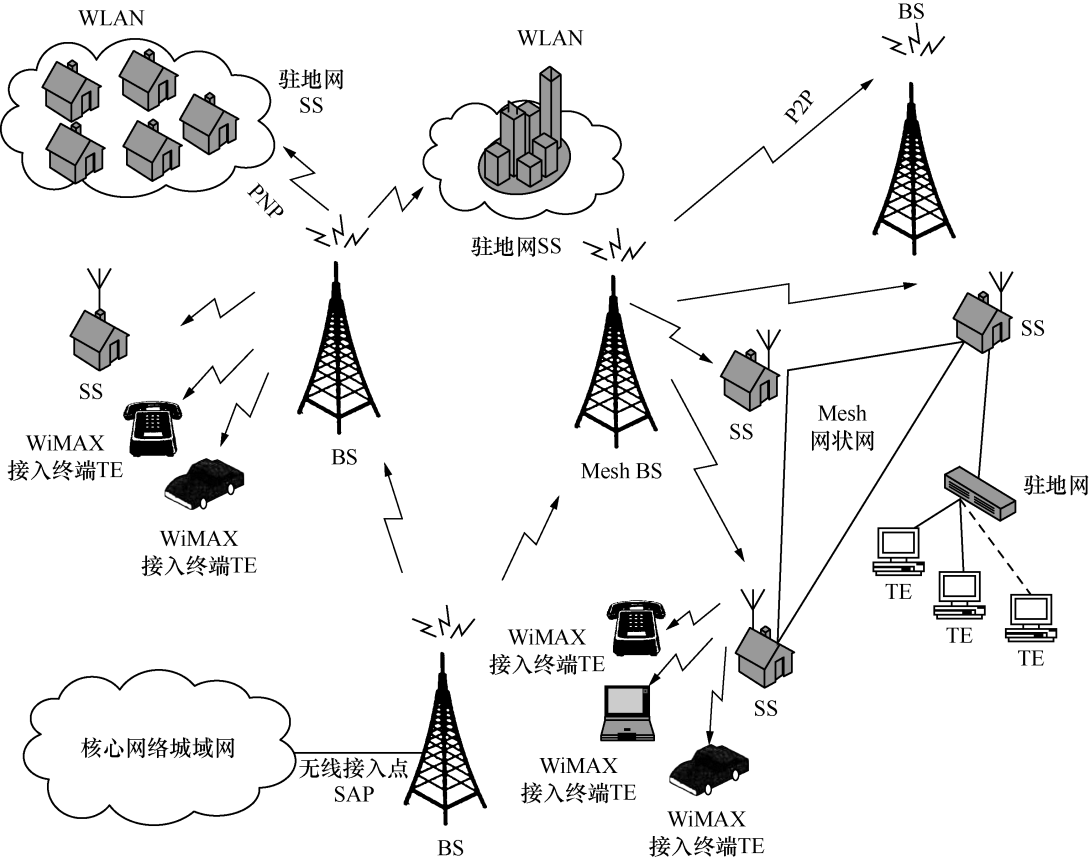 WLAN
驻地网
SS
WLAN
BS
P2P
PNP
驻地网SS
SS
SS
WiMAX
接入终端TE
BS
Mesh BS
SS
Mesh
网状网
驻地网
WiMAX
接入终端TE
TE
TE
TE
WiMAX
接入终端TE
SS
核心网络城域网
无线接入点
SAP
WiMAX
接入终端TE
BS
WiMAX
接入终端TE